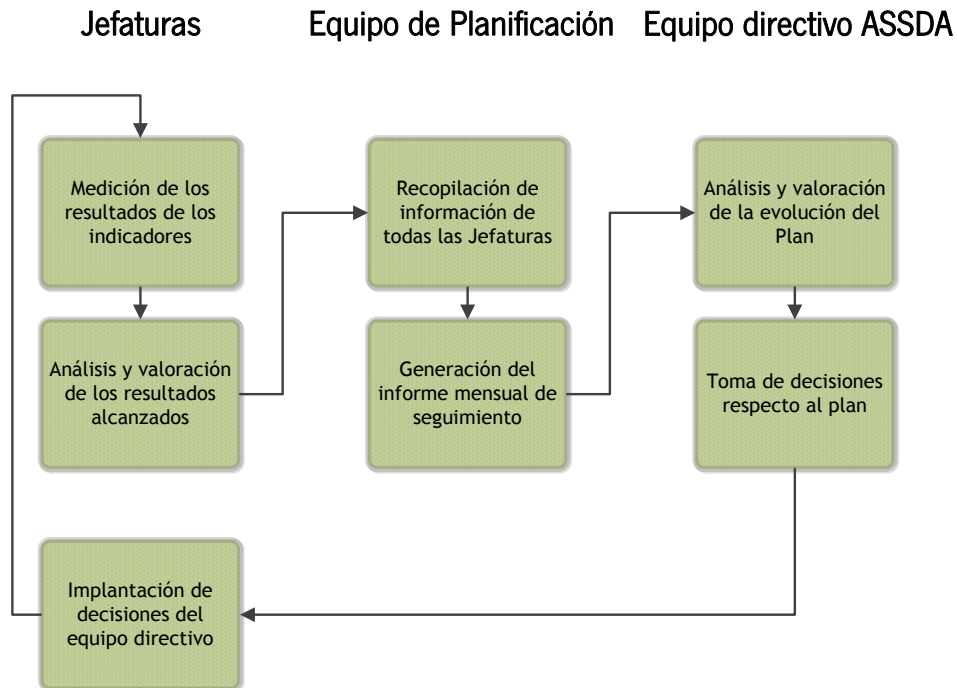 Jefaturas
Equipo de Planificación
Equipo directivo ASSDA
Medición de los
resultados de los
indicadores
Análisis y valoración
de los resultados
alcanzados
Recopilación de
información de
todas las Jefaturas
Generación del
informe mensual de
seguimiento
Análisis y valoración
de la evolución del
Plan
Toma de decisiones
respecto al plan
Implantación de
decisiones del
equipo directivo